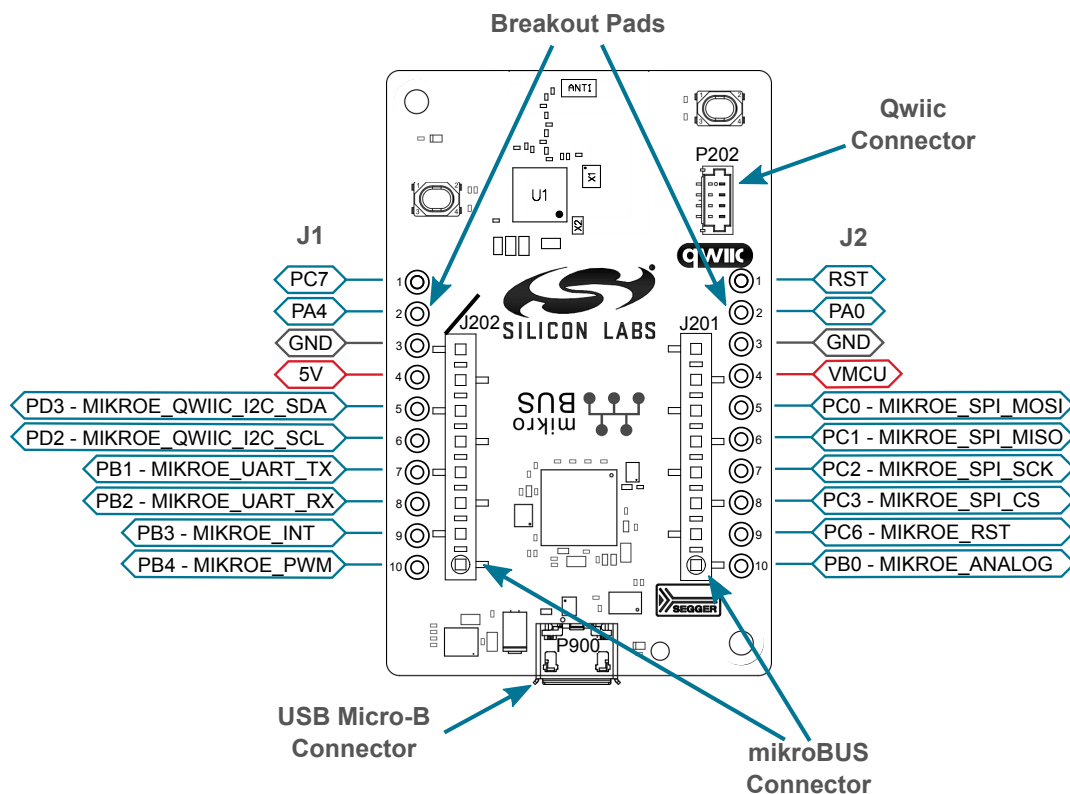 Breakout Pads
ANT1
Qwiic
Connector
P202
X1
U1
X2
J1
J2
qwiic
PC7
1
1
RST
PA4
2
2
PA0
SILICON LABS
J202
J201
GND
3
3
GND
5V
4
4
VMCU
PD3 - MIKROE_QWIIC_I2C_SDA
5
5
PC0 - MIKROE_SPI_MOSI
mikro
BUS
PD2 - MIKROE_QWIIC_I2C_SCL
6
6
PC1 - MIKROE_SPI_MISO
PB1 - MIKROE_UART_TX
7
7
PC2 - MIKROE_SPI_SCK
PB2 - MIKROE_UART_RX
8
8
PC3 - MIKROE_SPI_CS
PB3 - MIKROE_INT
9
9
PC6 - MIKROE_RST
PB4 - MIKROE_PWM
10
10
PB0 - MIKROE_ANALOG
SEGGER
P900
USB Micro-B
Connector
mikroBUS
Connector